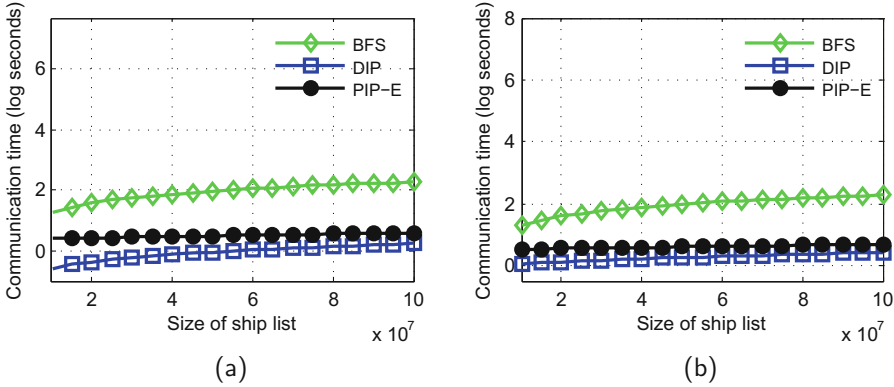 Communication time (log seconds)
6
4
2
0
BFS
DIP
PIP−E
2 4 6 8 10
Size of ship list
x 10^7
(a)
Communication time (log seconds)
8
6
4
2
0
BFS
DIP
PIP−E
2 4 6 8 10
Size of ship list
x 10^7
(b)